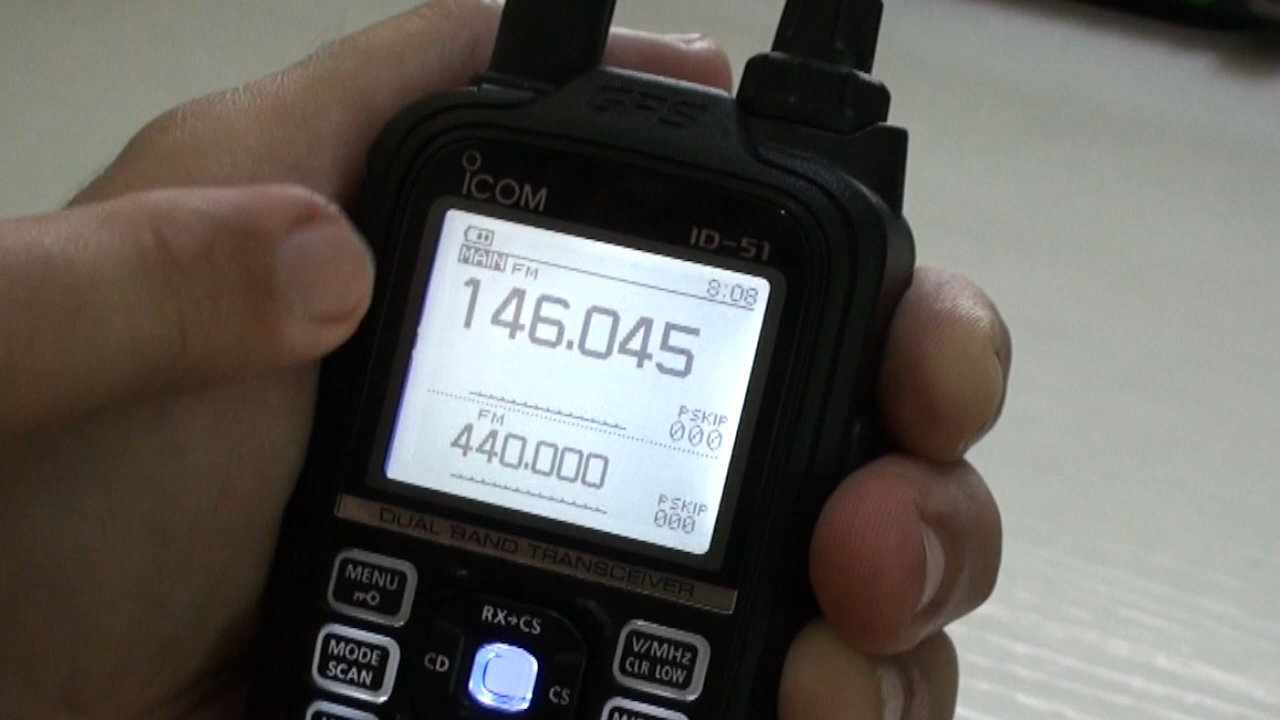 GPS
ICOM
ID-51
MAIN FM
8:08
146.045
PSKIP
000
FM
440.000
PSKIP
000
DUAL BAND TRANSCEIVER
MENU
RX→CS
MODE
SCAN
CD
CS
V/MHz
CLR LOW